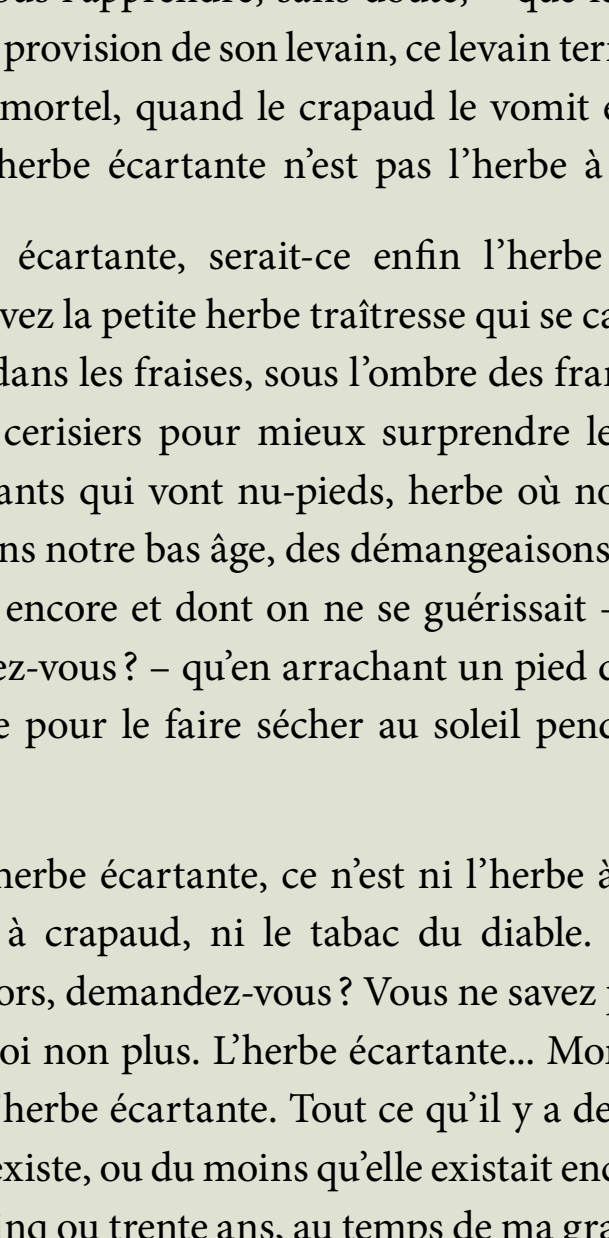 provision de son levain, ce levain
mortel, quand le crapaud le vomit
herbe écartante n’est pas l’herbe à
écartante, serait-ce enfin l’herbe
la petite herbe traîtresse qui se
dans les fraises, sous l’ombre des
cerisiers pour mieux surprendre
qui vont nu-pieds, herbe où
notre bas âge, des démangeaisons
encore et dont on ne se guérissait
– qu’en arrachant un pied
pour le faire sécher au soleil
herbe écartante, ce n’est ni l’herbe à
à crapaud, ni le tabac du diable.
demandez-vous ? Vous ne savez
non plus. L’herbe écartante...
herbe écartante. Tout ce qu’il y a
ou du moins qu’elle existait
ou trente ans, au temps de ma